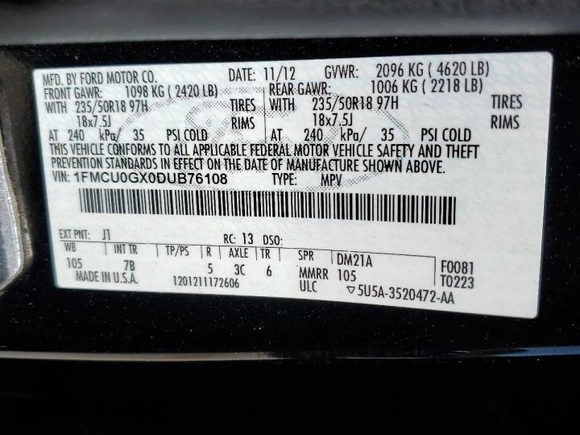 MFD. BY FORD MOTOR CO. DATE: 11/12 GVWR: 2096 KG ( 4620 LB)
FRONT GAWR: 1098 KG ( 2420 LB) REAR GAWR: 1006 KG ( 2218 LB)
WITH 235/50R18 97H TIRES WITH 235/50R18 97H TIRES
18x7.5J RIMS 18x7.5J RIMS
AT 240 kPa/ 35 PSI COLD AT 240 kPa/ 35 PSI COLD
THIS VEHICLE CONFORMS TO ALL APPLICABLE FEDERAL MOTOR VEHICLE SAFETY AND THEFT
PREVENTION STANDARDS IN EFFECT ON THE DATE OF MANUFACTURE SHOWN ABOVE.
VIN: 1FMCU0GX0DUB76108 TYPE: MPV
EXT PNT: J1 RC: 13 DSO:
WB INT TR TP/PS R AXLE TR SPR DM21A F0081
105 7B 5 3C 6 MMRR 105 T0223
MADE IN U.S.A. 1201211172606 ULC ▽5U5A-3520472-AA